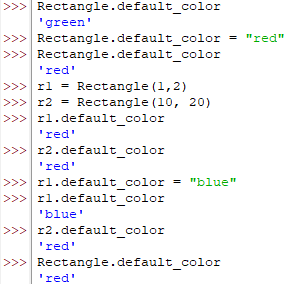 >>> Rectangle.default_color
'green'
>>> Rectangle.default_color = "red"
>>> Rectangle.default_color
'red'
>>> r1 = Rectangle(1,2)
>>> r2 = Rectangle(10, 20)
>>> r1.default_color
'red'
>>> r2.default_color
'red'
>>> r1.default_color = "blue"
>>> r1.default_color
'blue'
>>> r2.default_color
'red'
>>> Rectangle.default_color
'red'